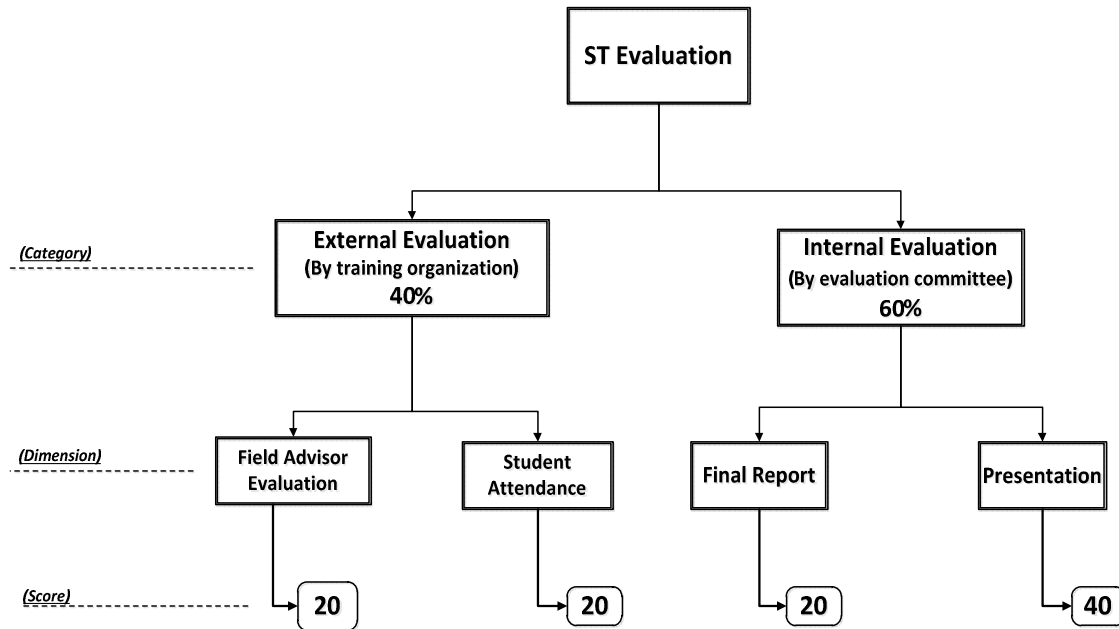 ST Evaluation
(Category)
External Evaluation
(By training organization)
40%
Internal Evaluation
(By evaluation committee)
60%
(Dimension)
Field Advisor
Evaluation
Student
Attendance
Final Report
Presentation
(Score)
20
20
20
40